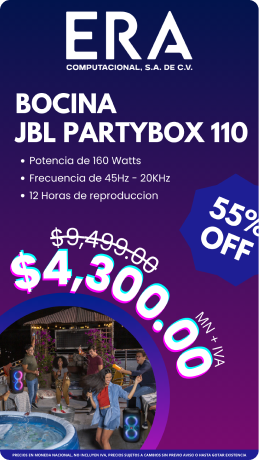 ERA
COMPUTACIONAL, S.A. DE C.V.
BOCINA
JBL PARTYBOX 110
• Potencia de 160 Watts
• Frecuencia de 45Hz - 20KHz
• 12 Horas de reproduccion
55%
OFF
$9,499.00
$4,300.00
MN + IVA
PRECIOS EN MONEDA NACIONAL, NO INCLUYEN IVA, PRECIOS SUJETOS A CAMBIOS SIN PREVIO AVISO O HASTA AGOTAR EXISTENCIA